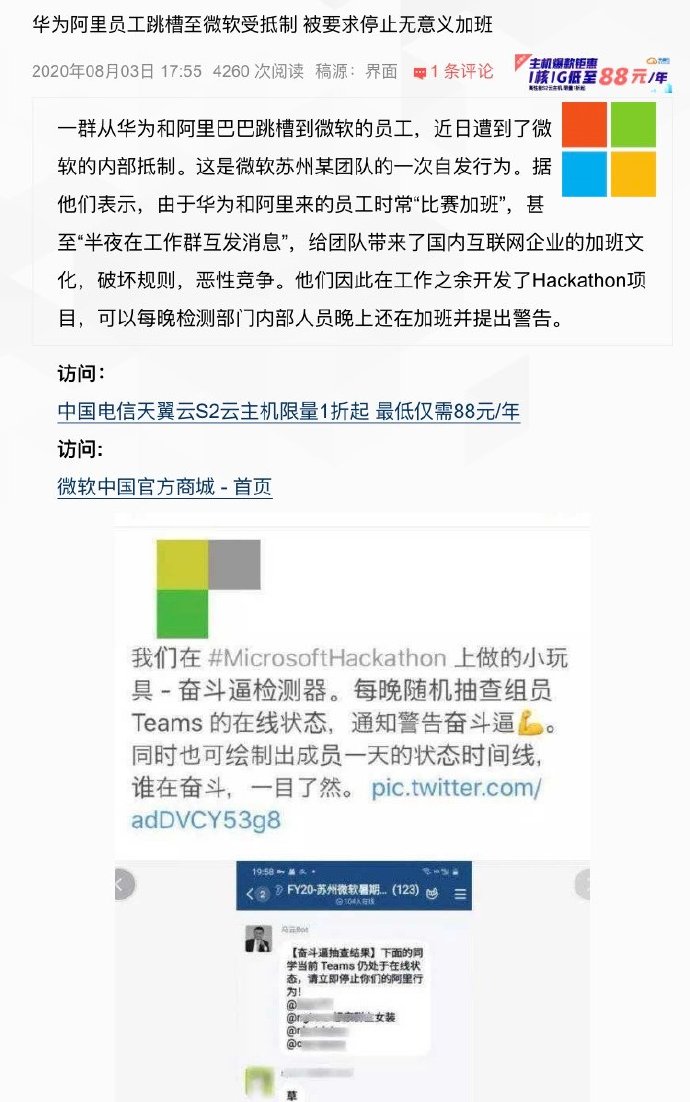 华为阿里员工跳槽至微软受抵制 被要求停止无意义加班
2020年08月03日 17:55 4260 次阅读 稿源：界面 1 条评论
主机爆款钜惠
1核1G低至88元/年
一群从华为和阿里巴巴跳槽到微软的员工，近日遭到了微
软的内部抵制。这是微软苏州某团队的一次自发行为。据
他们表示，由于华为和阿里来的员工时常“比赛加班”，甚
至“半夜在工作群互发消息”，给团队带来了国内互联网企业的加班文
化，破坏规则，恶性竞争。他们因此在工作之余开发了Hackathon项
目，可以每晚检测部门内部人员晚上还在加班并提出警告。
访问：
中国电信天翼云S2云主机限量1折起 最低仅需88元/年
访问:
微软中国官方商城 - 首页
我们在 #MicrosoftHackathon 上做的小玩
具 - 奋斗逼检测器。每晚随机抽查组员
Teams 的在线状态，通知警告奋斗逼💪。
同时也可绘制出成员一天的状态时间线，
谁在奋斗，一目了然。 pic.twitter.com/
adDVCY53g8
19:58
2 FY20-苏州微软暑期... (123)
104人在线
马云Bot
【奋斗逼抽查结果】下面的同
学当前 Teams 仍处于在线状
态，请立即停止你们的阿里行
为！
@
@n 女装
@r
@c
草